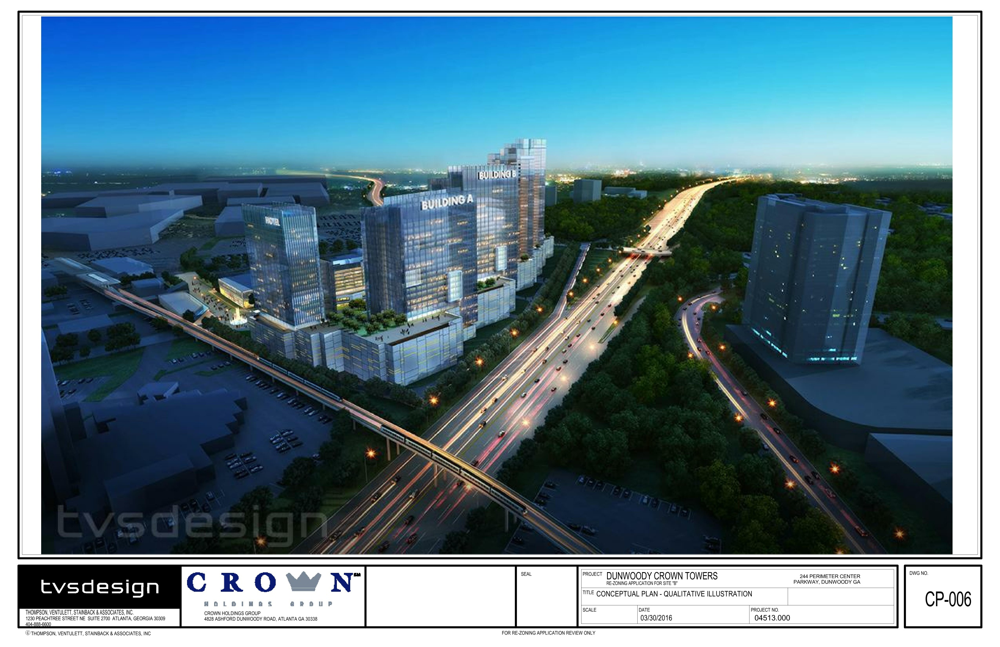 BUILDING B
BUILDING A
HOTEL
tvsdesign
tvsdesign
THOMPSON, VENTULETT, STAINBACK & ASSOCIATES, INC.
1230 PEACHTREE STREET NE SUITE 2700 ATLANTA, GEORGIA 30309
404-888-6600
CROWN SM
HOLDINGS GROUP
CROWN HOLDINGS GROUP
4828 ASHFORD DUNWOODY ROAD, ATLANTA GA 30338
SEAL
PROJECT DUNWOODY CROWN TOWERS
RE-ZONING APPLICATION FOR SITE "B"
244 PERIMETER CENTER
PARKWAY, DUNWOODY GA
TITLE CONCEPTUAL PLAN - QUALITATIVE ILLUSTRATION
SCALE
DATE
03/30/2016
PROJECT NO.
04513.000
DWG NO.
CP-006
© THOMPSON, VENTULETT, STAINBACK & ASSOCIATES, INC
FOR RE-ZONING APPLICATION REVIEW ONLY